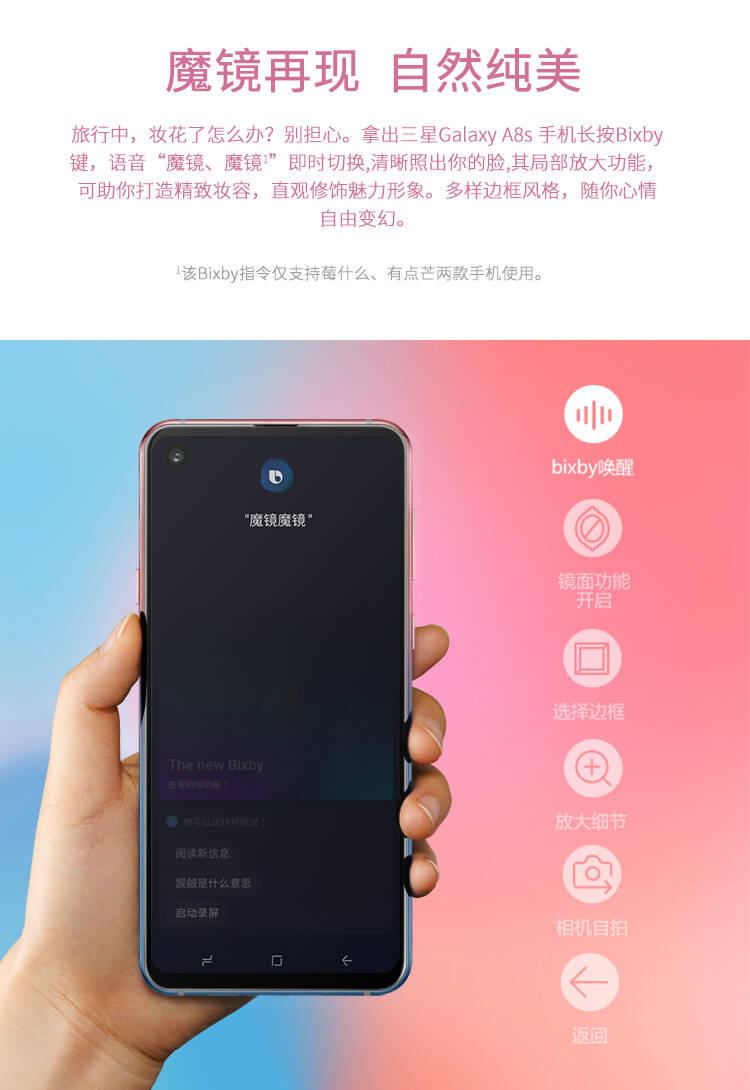 魔镜再现 自然纯美
旅行中，妆花了怎么办？别担心。拿出三星Galaxy A8s 手机长按Bixby
键，语音“魔镜、魔镜¹”即时切换,清晰照出你的脸,其局部放大功能，
可助你打造精致妆容，直观修饰魅力形象。多样边框风格，随你心情
自由变幻。
¹该Bixby指令仅支持莓什么、有点芒两款手机使用。
"魔镜魔镜"
The new Bixby
查看新增功能！
你可以这样对我说：
阅读新信息
觊觎是什么意思
启动录屏
bixby唤醒
镜面功能
开启
选择边框
放大细节
相机自拍
返回